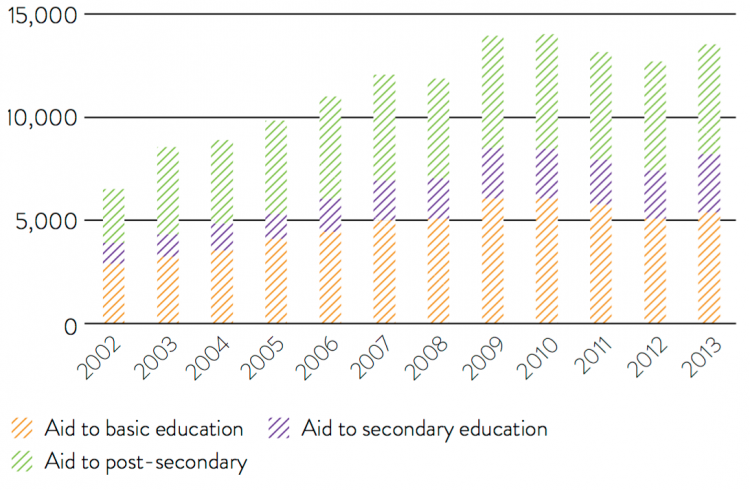 15,000
10,000
5,000
0
2002 2003 2004 2005 2006 2007 2008 2009 2010 2011 2012 2013
Aid to basic education Aid to secondary education
Aid to post-secondary